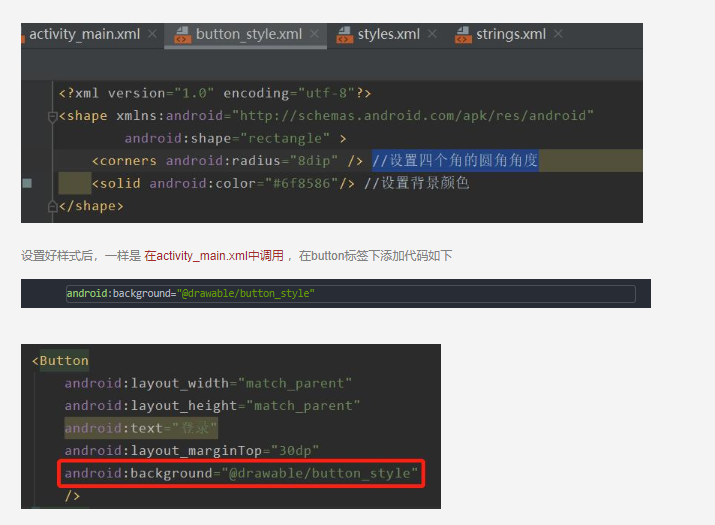 activity_main.xml × button_style.xml × styles.xml × strings.xml ×
<?xml version="1.0" encoding="utf-8"?>
<shape xmlns:android="http://schemas.android.com/apk/res/android"
android:shape="rectangle" >
<corners android:radius="8dip" /> //设置四个角的圆角角度
<solid android:color="#6f8586"/> //设置背景颜色
</shape>
设置好样式后，一样是 在activity_main.xml中调用 ，在button标签下添加代码如下
android:background="@drawable/button_style"
<Button
android:layout_width="match_parent"
android:layout_height="match_parent"
android:text="登录"
android:layout_marginTop="30dp"
android:background="@drawable/button_style"
/>